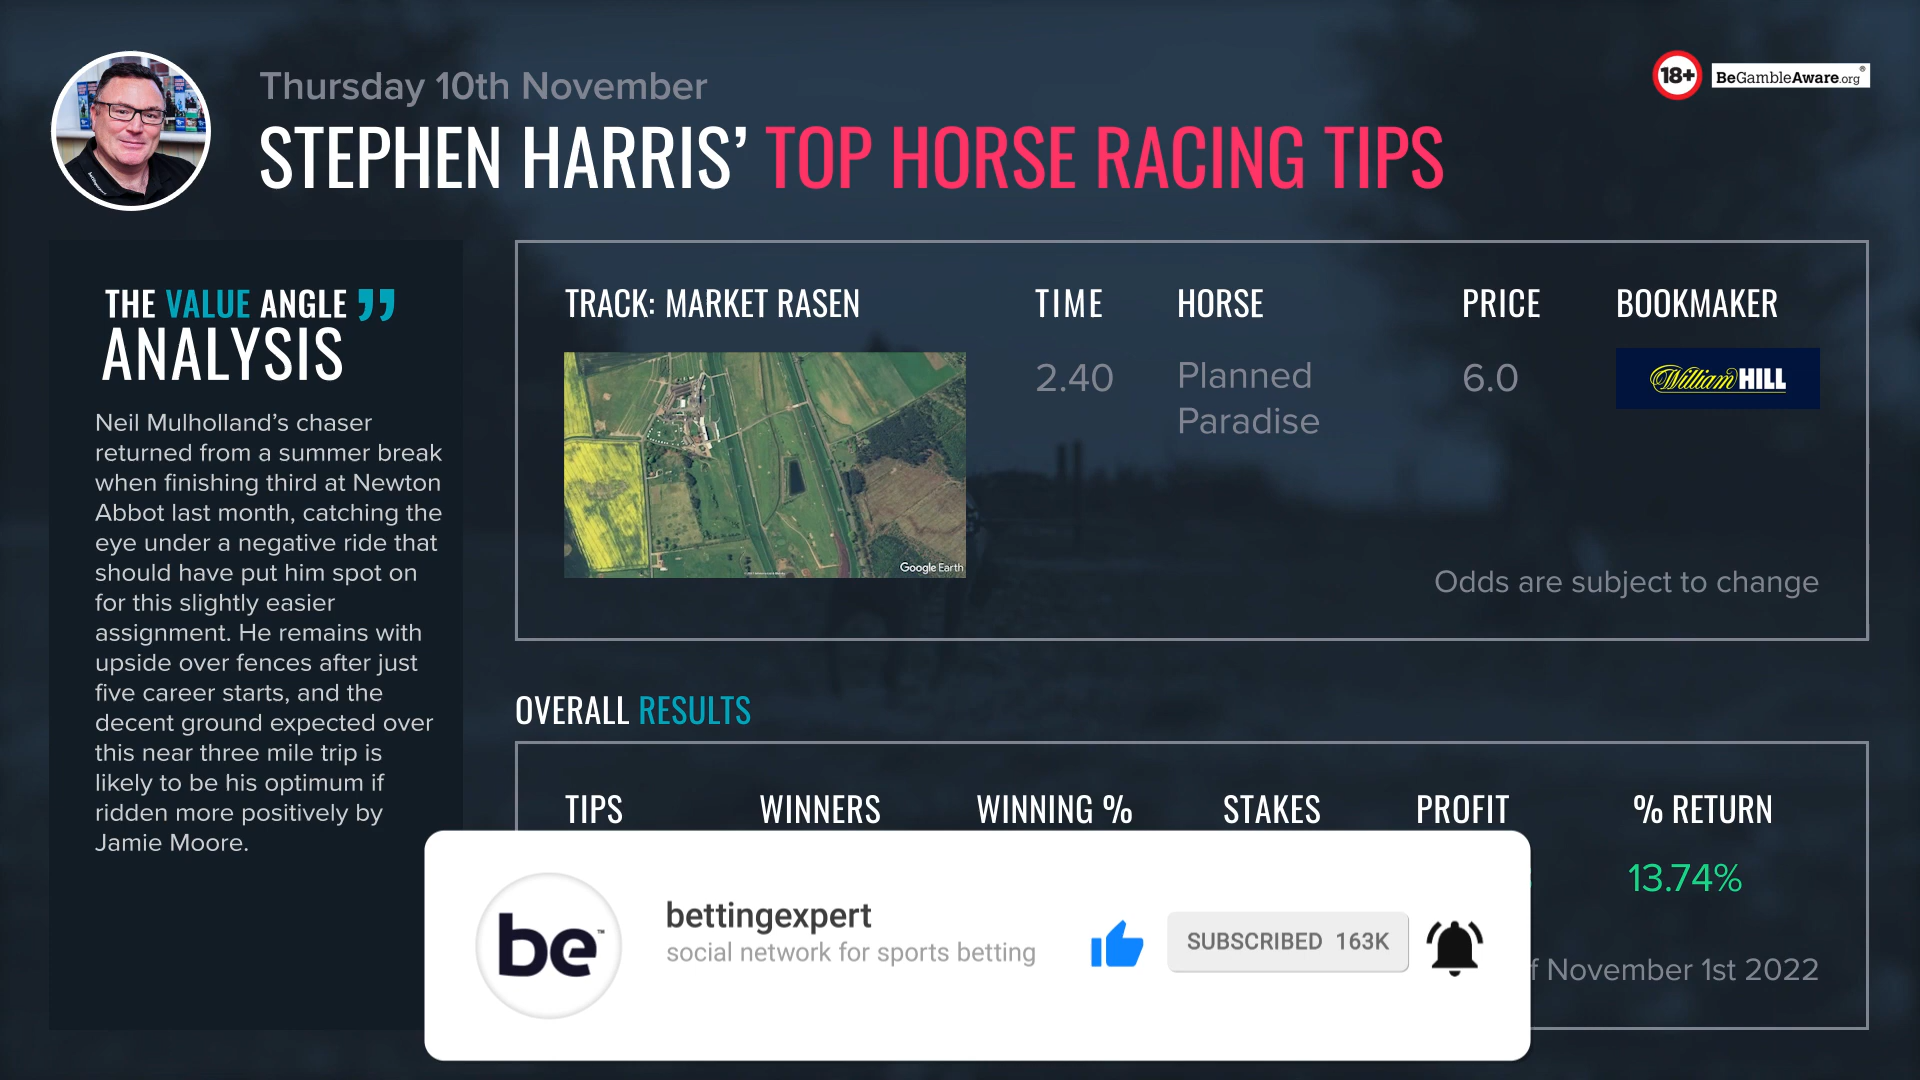 Thursday 10th November
STEPHEN HARRIS’ TOP HORSE RACING TIPS
18+
BeGambleAware.org®
THE VALUE ANGLE ”
ANALYSIS
Neil Mulholland’s chaser
returned from a summer break
when finishing third at Newton
Abbot last month, catching the
eye under a negative ride that
should have put him spot on
for this slightly easier
assignment. He remains with
upside over fences after just
five career starts, and the
decent ground expected over
this near three mile trip is
likely to be his optimum if
ridden more positively by
Jamie Moore.
TRACK: MARKET RASEN
TIME
HORSE
PRICE
BOOKMAKER
2.40
Planned
Paradise
6.0
William HILL
Google Earth
Odds are subject to change
OVERALL RESULTS
TIPS
WINNERS
WINNING %
STAKES
PROFIT
% RETURN
13.74%
November 1st 2022
be™
bettingexpert
social network for sports betting
SUBSCRIBED 163K